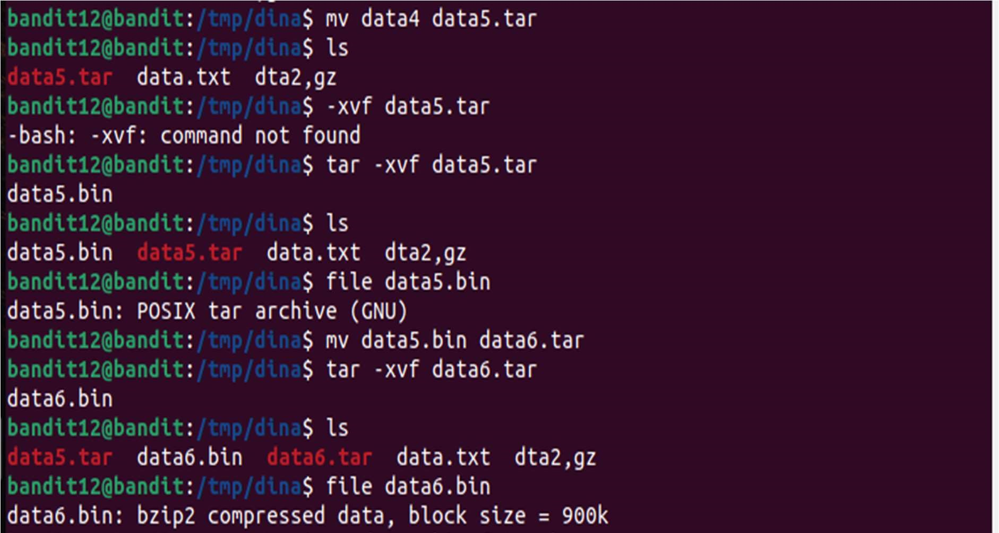 bandit12@bandit:/tmp/dina$ mv data4 data5.tar
bandit12@bandit:/tmp/dina$ ls
data5.tar  data.txt  dta2,gz
bandit12@bandit:/tmp/dina$ -xvf data5.tar
-bash: -xvf: command not found
bandit12@bandit:/tmp/dina$ tar -xvf data5.tar
data5.bin
bandit12@bandit:/tmp/dina$ ls
data5.bin  data5.tar  data.txt  dta2,gz
bandit12@bandit:/tmp/dina$ file data5.bin
data5.bin: POSIX tar archive (GNU)
bandit12@bandit:/tmp/dina$ mv data5.bin data6.tar
bandit12@bandit:/tmp/dina$ tar -xvf data6.tar
data6.bin
bandit12@bandit:/tmp/dina$ ls
data5.tar  data6.bin  data6.tar  data.txt  dta2,gz
bandit12@bandit:/tmp/dina$ file data6.bin
data6.bin: bzip2 compressed data, block size = 900k